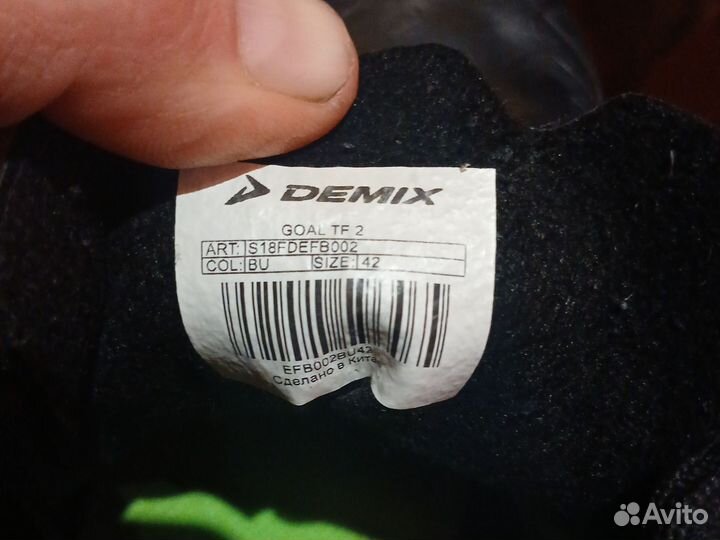 DEMIX
GOAL TF 2
ART: S18FDEFB002
COL: BU SIZE: 42
EFB002BU42
Сделано в
Avito